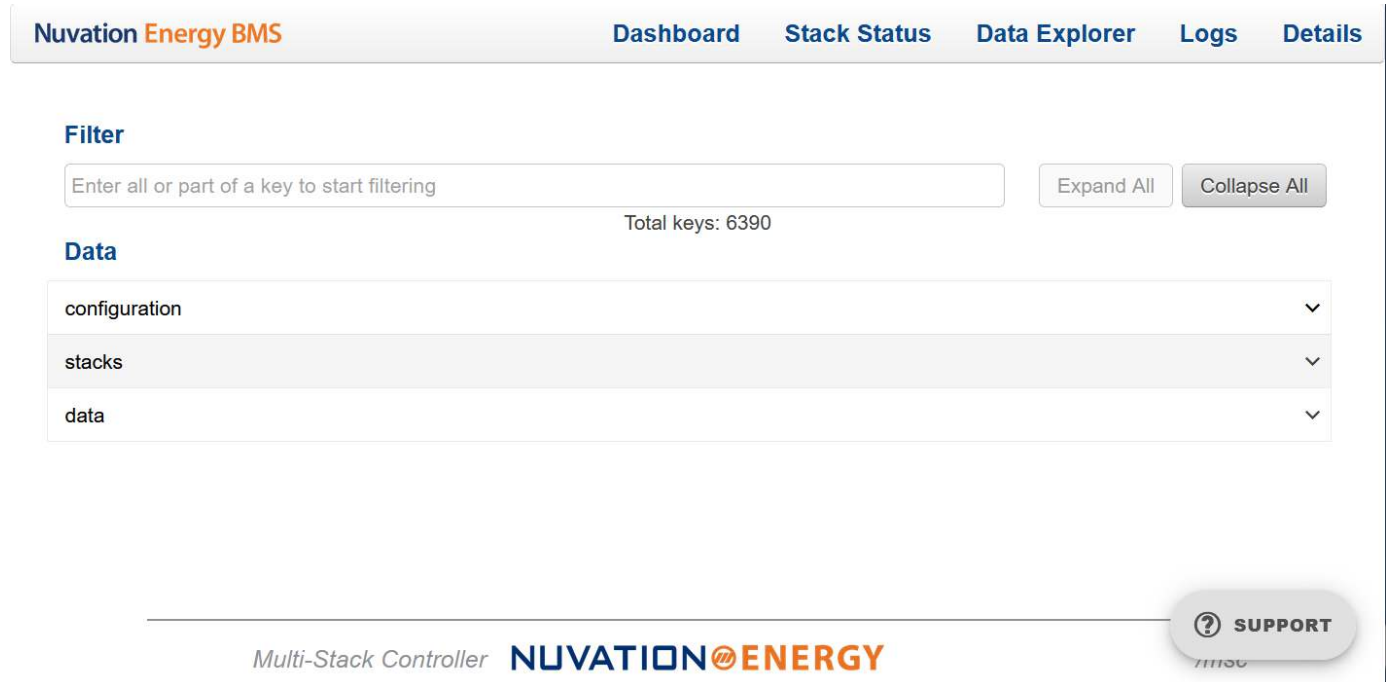 Nuvation Energy BMS Dashboard Stack Status Data Explorer Logs Details
Filter
Enter all or part of a key to start filtering Expand All Collapse All
Total keys: 6390
Data
configuration
stacks
data
SUPPORT
Multi-Stack Controller NUVATION ENERGY